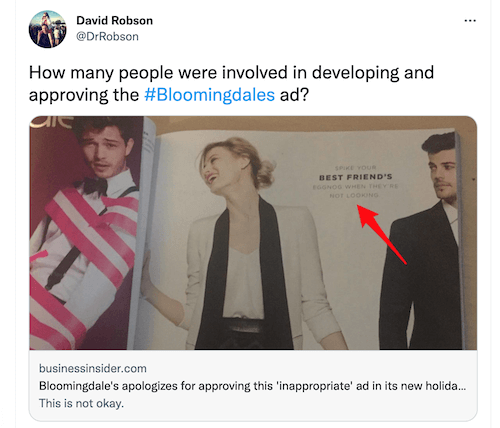 David Robson
@DrRobson
...
How many people were involved in developing and
approving the #Bloomingdales ad?
SPIKE YOUR
BEST FRIEND'S
EGGNOG WHEN THEY'RE
NOT LOOKING
businessinsider.com
Bloomingdale's apologizes for approving this 'inappropriate' ad in its new holida...
This is not okay.